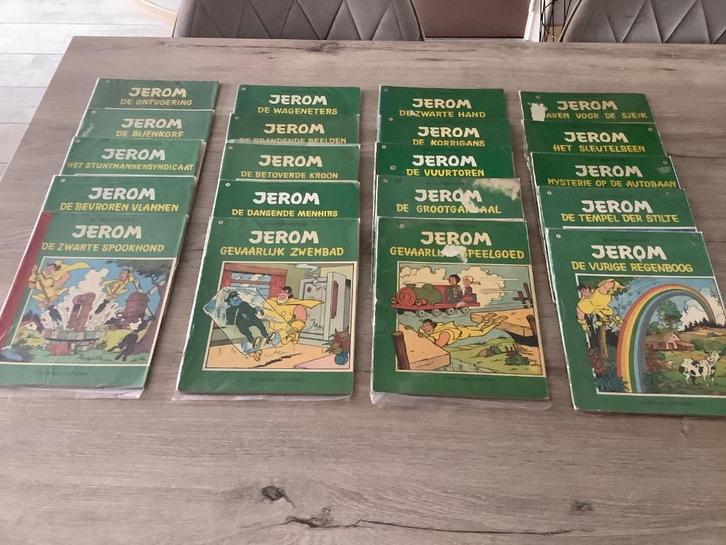 JEROM
DE ONTVOERING
JEROM
DE BIJENKORF
JEROM
HET STUNTMANNENSYNDICAAT
JEROM
DE BEVROREN VLAMMEN
JEROM
DE ZWARTE SPOOKHOND
JEROM
DE WAGENETERS
JEROM
DE BRANDENDE BEELDEN
JEROM
DE BETOVERDE KROON
JEROM
DE DANSENDE MENHIRS
JEROM
GEVAARLIJK ZWEMBAD
JEROM
DE ZWARTE HAND
JEROM
DE KORRIGANS
JEROM
DE VUURTOREN
JEROM
DE
JEROM
GEVAARLIJK SPEELGOED
JEROM
VOOR DE SJEIK
JEROM
HET SLEUTELBEEN
JEROM
MYSTERIE OP DE AUTOBAAN
JEROM
DE TEMPEL DER STILTE
JEROM
DE VURIGE REGENBOOG